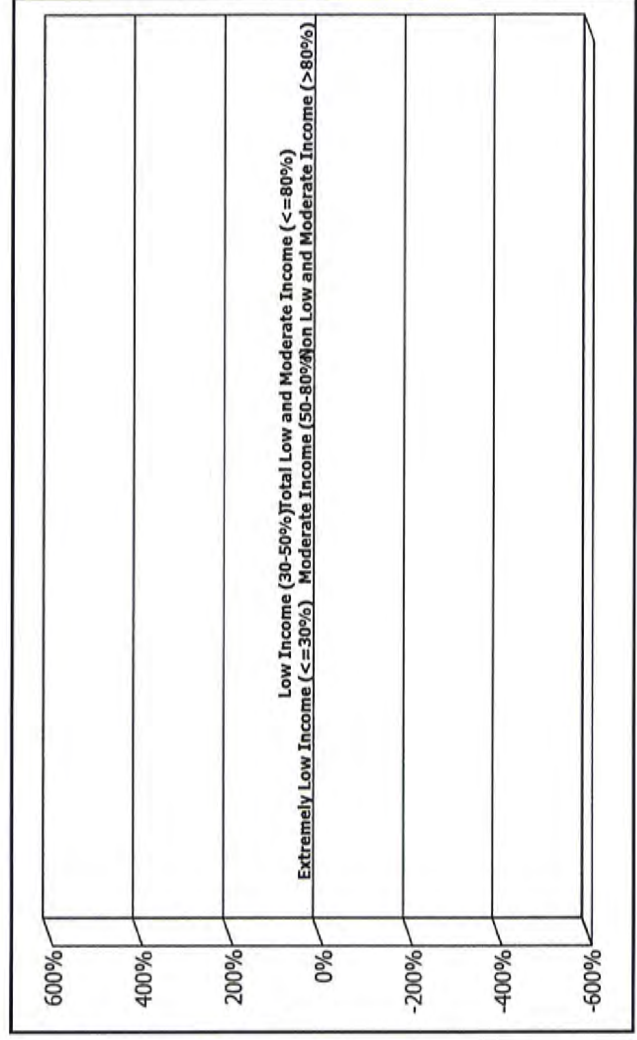 600%
400%
200%
0%
-200%
-400%
-600%
Low Income (30-50%)
Total Low and Moderate Income (<=80%)
Extremely Low Income (<=30%)
Moderate Income (50-80%
Non Low and Moderate Income (>80%)